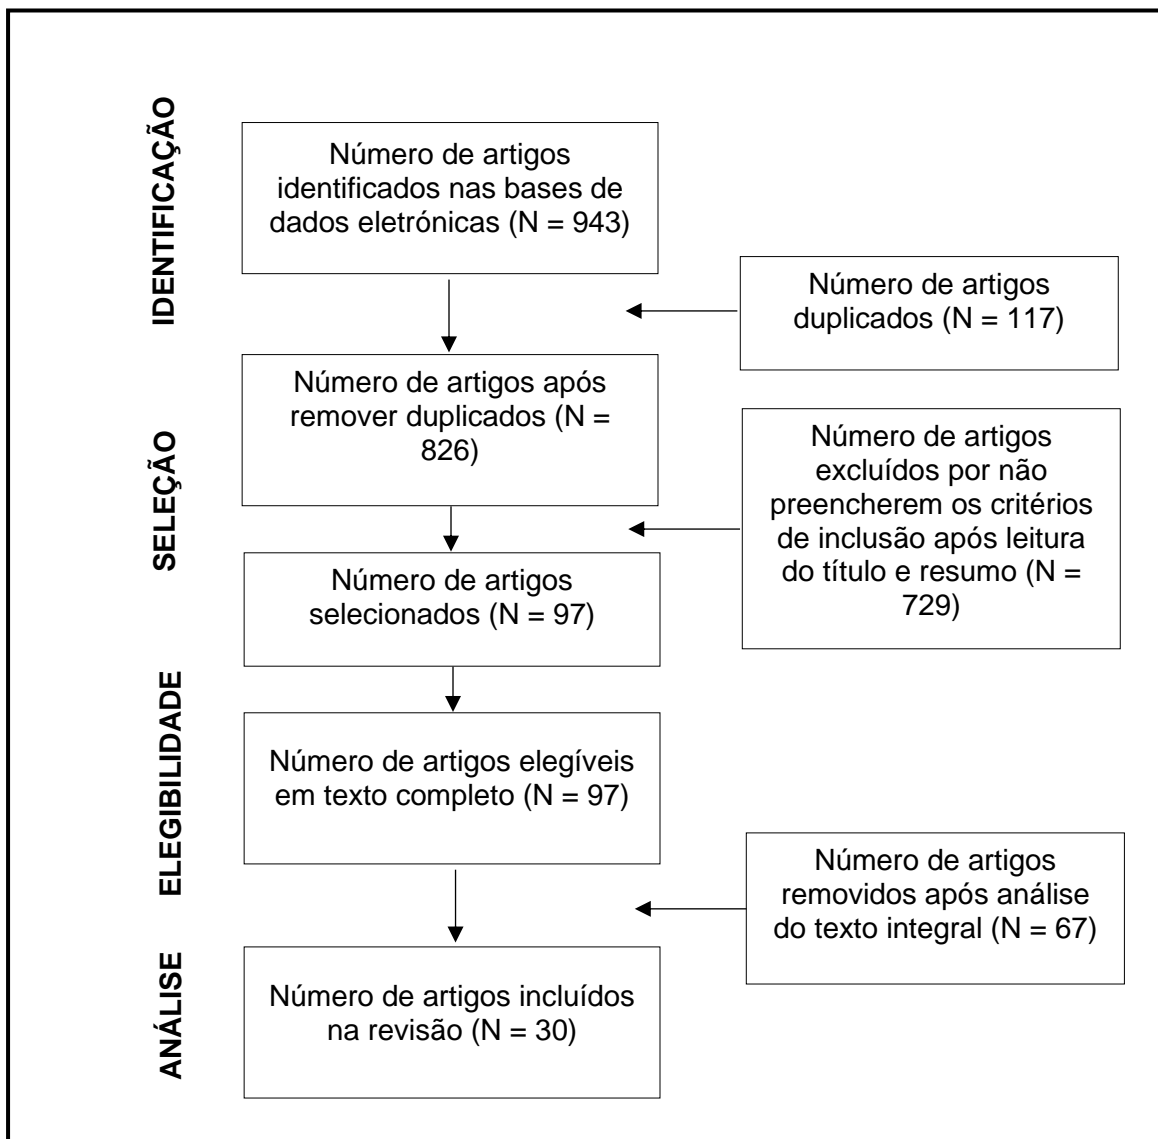 IDENTIFICAÇÃO
Número de artigos
identificados nas bases de
dados eletrónicas (N = 943)
Número de artigos
duplicados (N = 117)
Número de artigos após
remover duplicados (N =
826)
SELEÇÃO
Número de artigos
excluídos por não
preencherem os critérios
de inclusão após leitura
do título e resumo (N =
729)
Número de artigos
selecionados (N = 97)
ELEGIBILIDADE
Número de artigos elegíveis
em texto completo (N = 97)
Número de artigos
removidos após análise
do texto integral (N = 67)
ANÁLISE
Número de artigos incluídos
na revisão (N = 30)